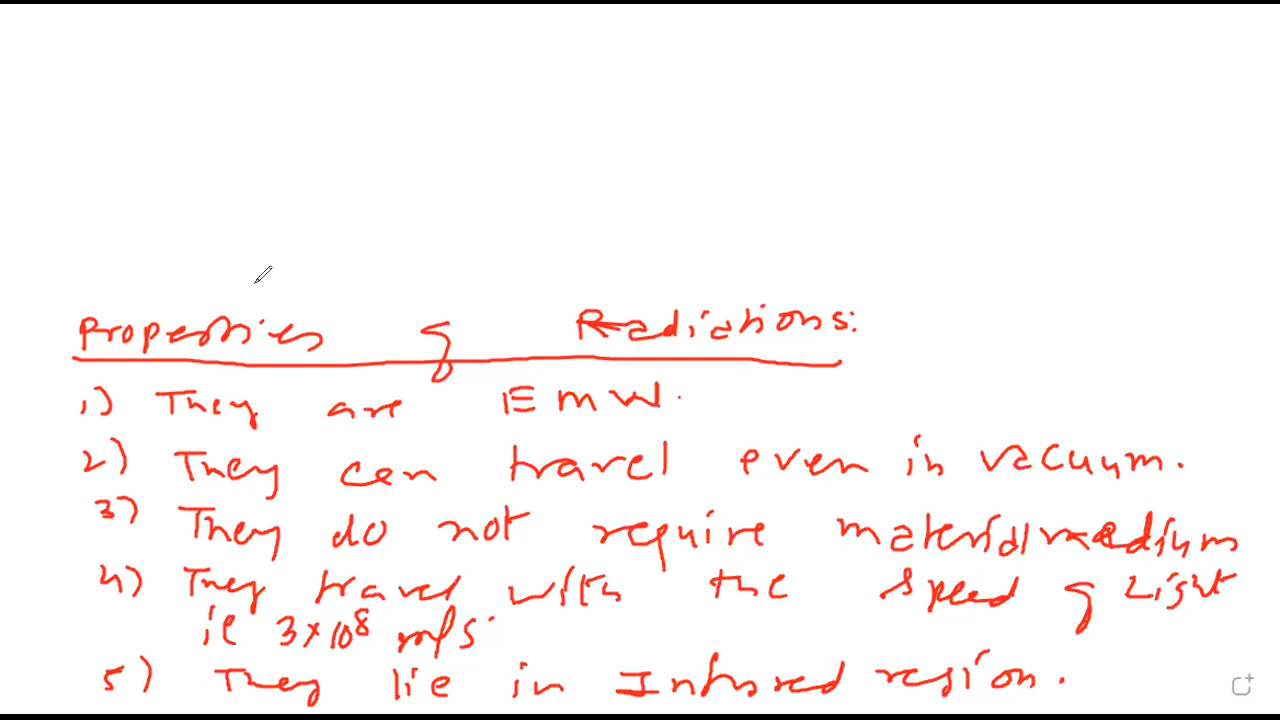 Properties of Radiations:
1) They are EMW.
2) They can travel even in vacuum.
3) They do not require material medium
4) They travel with the speed of Light
ie 3×10⁸ m/s.
5) They lie in Infrared region.